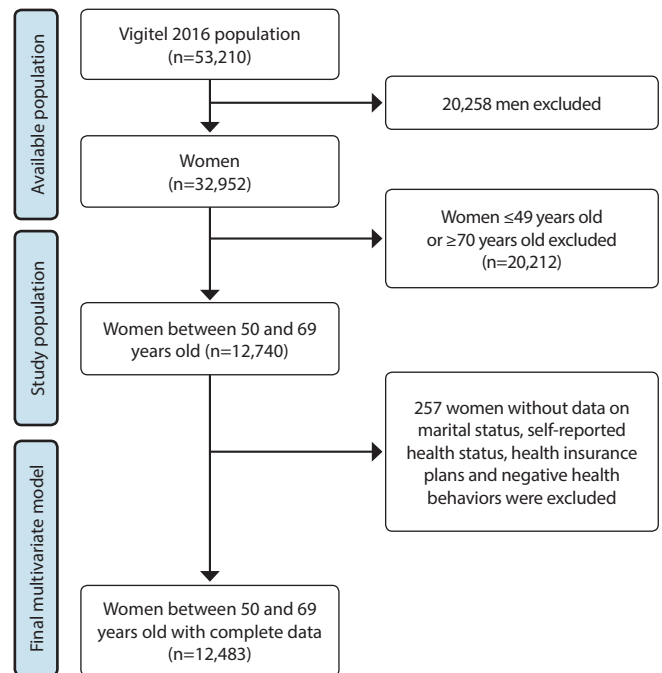 Available population
Vigitel 2016 population
(n=53,210)
20,258 men excluded
Women
(n=32,952)
Women ≤49 years old
or ≥70 years old excluded
(n=20,212)
Study population
Women between 50 and 69
years old (n=12,740)
257 women without data on
marital status, self-reported
health status, health insurance
plans and negative health
behaviors were excluded
Final multivariate model
Women between 50 and 69
years old with complete data
(n=12,483)